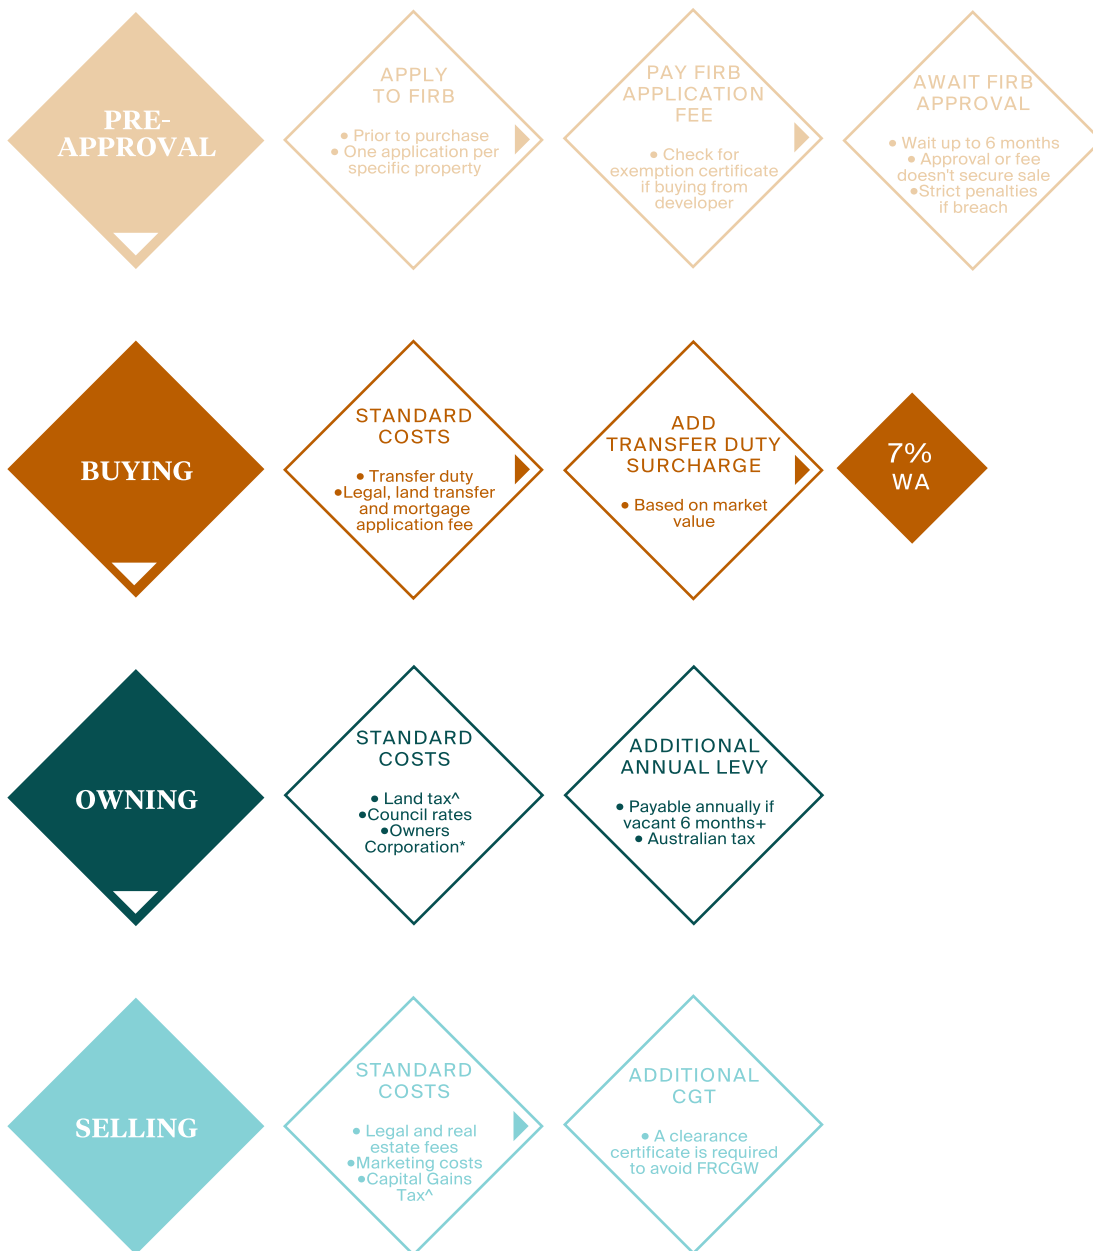 PRE-
APPROVAL
APPLY
TO FIRB
• Prior to purchase
• One application per
specific property
PAY FIRB
APPLICATION
FEE
• Check for
exemption certificate
if buying from
developer
AWAIT FIRB
APPROVAL
• Wait up to 6 months
• Approval or fee
doesn't secure sale
•Strict penalties
if breach
BUYING
STANDARD
COSTS
• Transfer duty
•Legal, land transfer
and mortgage
application fee
ADD
TRANSFER DUTY
SURCHARGE
• Based on market
value
7%
WA
OWNING
STANDARD
COSTS
• Land tax^
•Council rates
•Owners
Corporation*
ADDITIONAL
ANNUAL LEVY
• Payable annually if
vacant 6 months+
• Australian tax
SELLING
STANDARD
COSTS
• Legal and real
estate fees
•Marketing costs
•Capital Gains
Tax^
ADDITIONAL
CGT
• A clearance
certificate is required
to avoid FRCGW